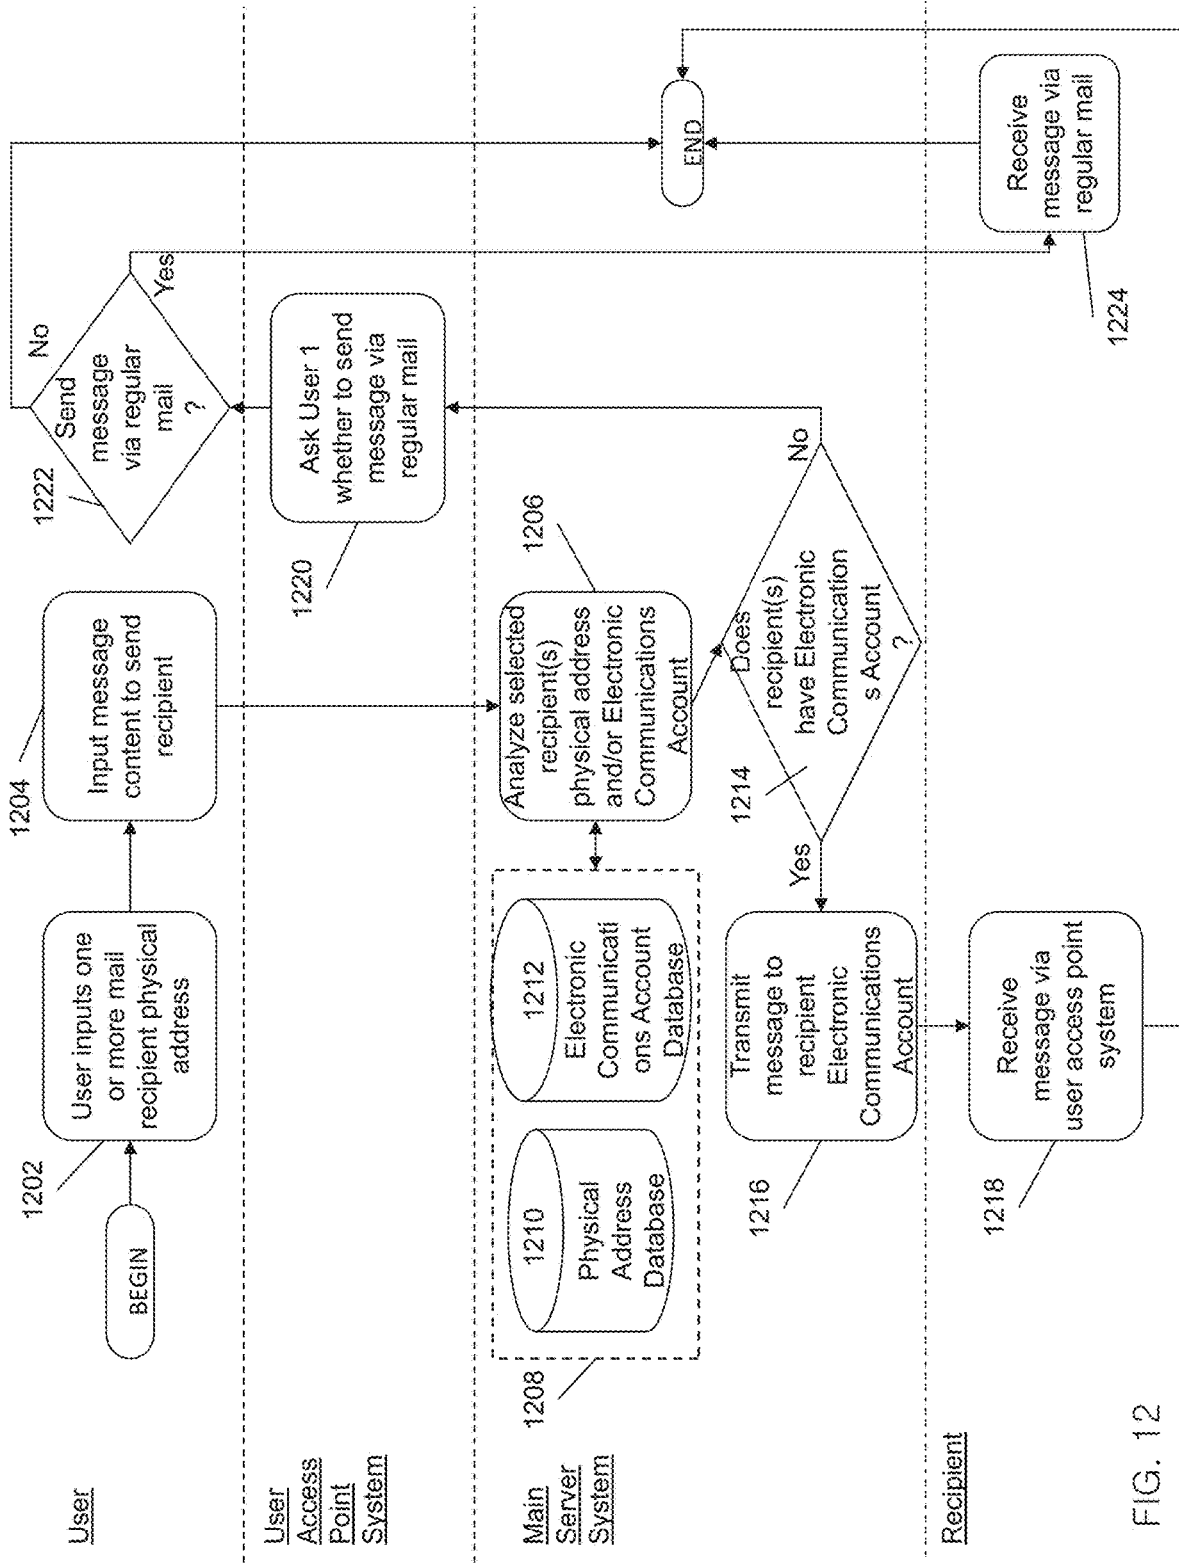 User
BEGIN
1202
User inputs one
or more mail
recipient physical
address
1204
Input message
content to send
recipient
1222
Send
message
via regular
mail
?
No
Yes
User
Access
Point
System
1220
Ask User 1
whether to send
message via
regular mail
Main
Server
System
1208
1210
Physical
Address
Database
1212
Electronic
Communicati
ons Account
Database
1206
Analyze selected
recipient(s)
physical address
and/or Electronic
Communications
Account
1214
Does
recipient(s)
have Electronic
Communication
s Account
?
Yes
No
1216
Transmit
message to
recipient
Electronic
Communications
Account
END
Recipient
1218
Receive
message via
user access point
system
1224
Receive
message via
regular mail
FIG. 12